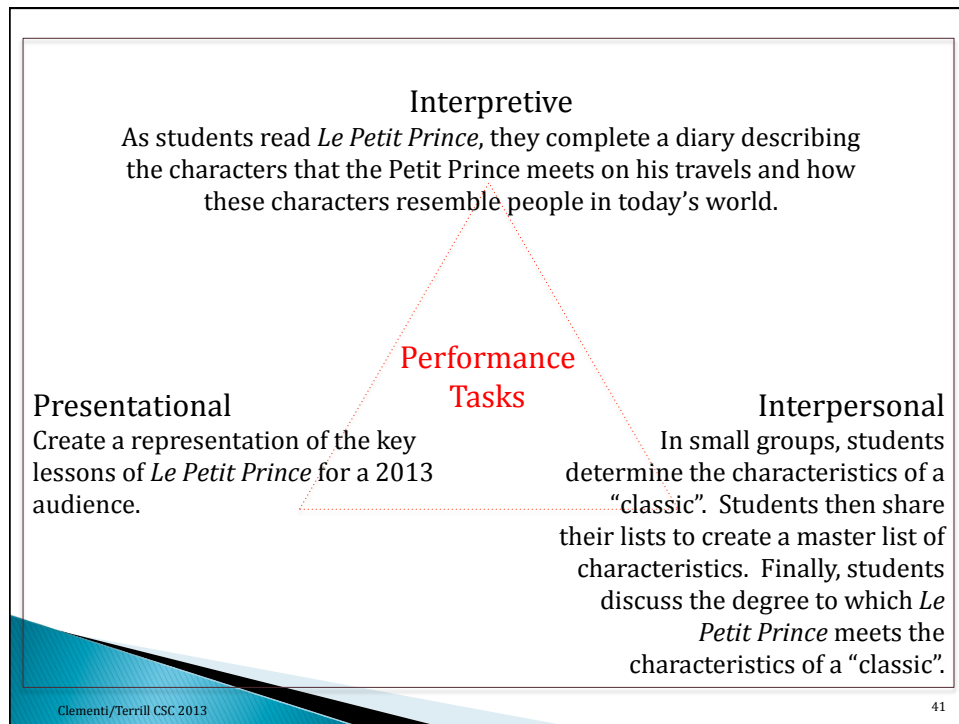 Interpretive
As students read Le Petit Prince, they complete a diary describing
the characters that the Petit Prince meets on his travels and how
these characters resemble people in today’s world.
Performance
Tasks
Presentational
Create a representation of the key
lessons of Le Petit Prince for a 2013
audience.
Interpersonal
In small groups, students
determine the characteristics of a
“classic”. Students then share
their lists to create a master list of
characteristics. Finally, students
discuss the degree to which Le
Petit Prince meets the
characteristics of a “classic”.
Clementi/Terrill CSC 2013
41